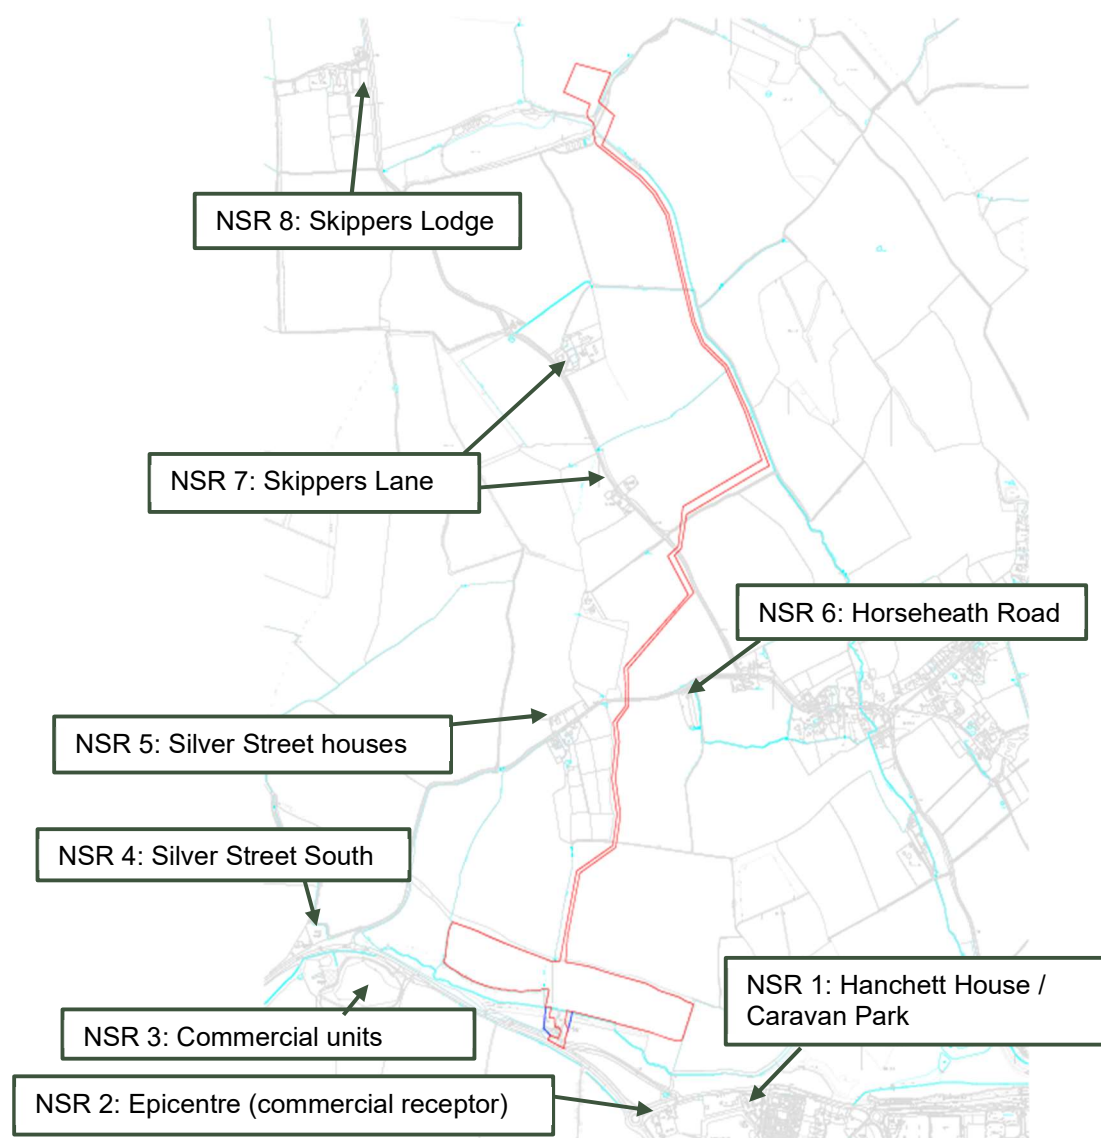 NSR 8: Skippers Lodge
NSR 7: Skippers Lane
NSR 6: Horseheath Road
NSR 5: Silver Street houses
NSR 4: Silver Street South
NSR 1: Hanchett House /
Caravan Park
NSR 3: Commercial units
NSR 2: Epicentre (commercial receptor)